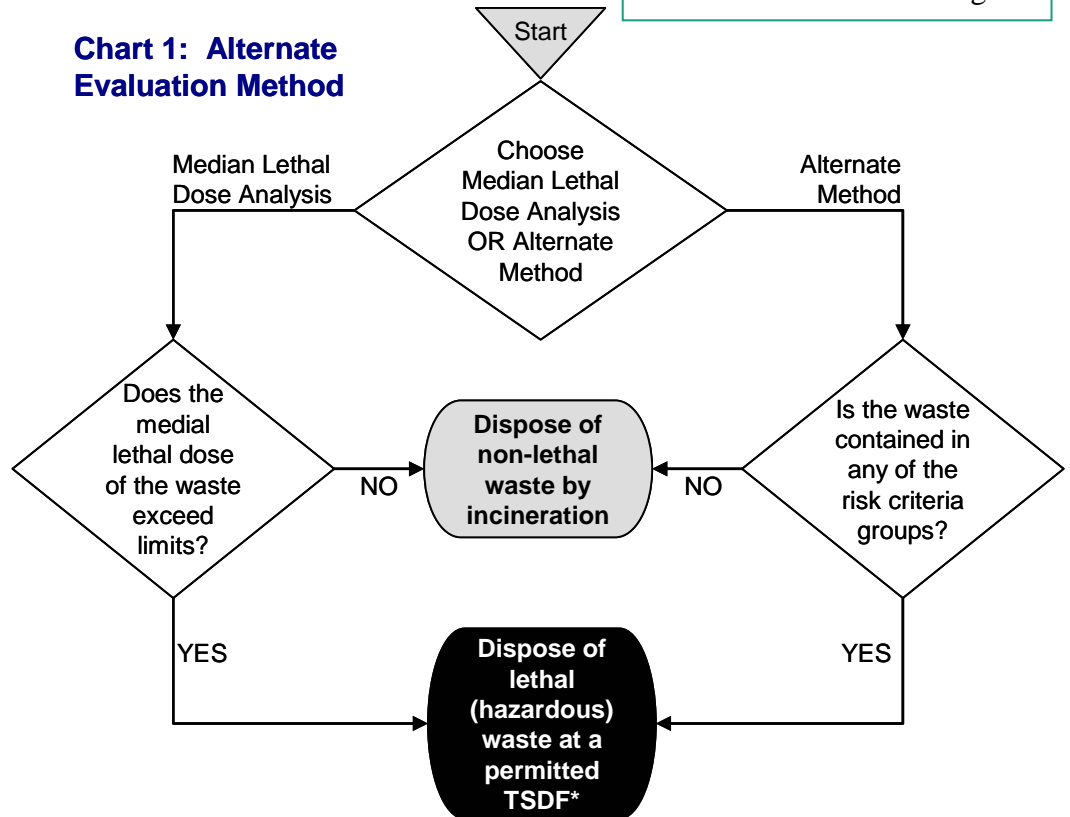 Start
Chart 1: Alternate
Evaluation Method
Choose
Median Lethal
Dose Analysis
OR Alternate
Method
Median Lethal
Dose Analysis
Alternate
Method
Does the
medial
lethal dose
of the waste
exceed
limits?
NO
Dispose of
non-lethal
waste by
incineration
NO
Is the waste
contained in
any of the
risk criteria
groups?
YES
Dispose of
lethal
(hazardous)
waste at a
permitted
TSDF*
YES